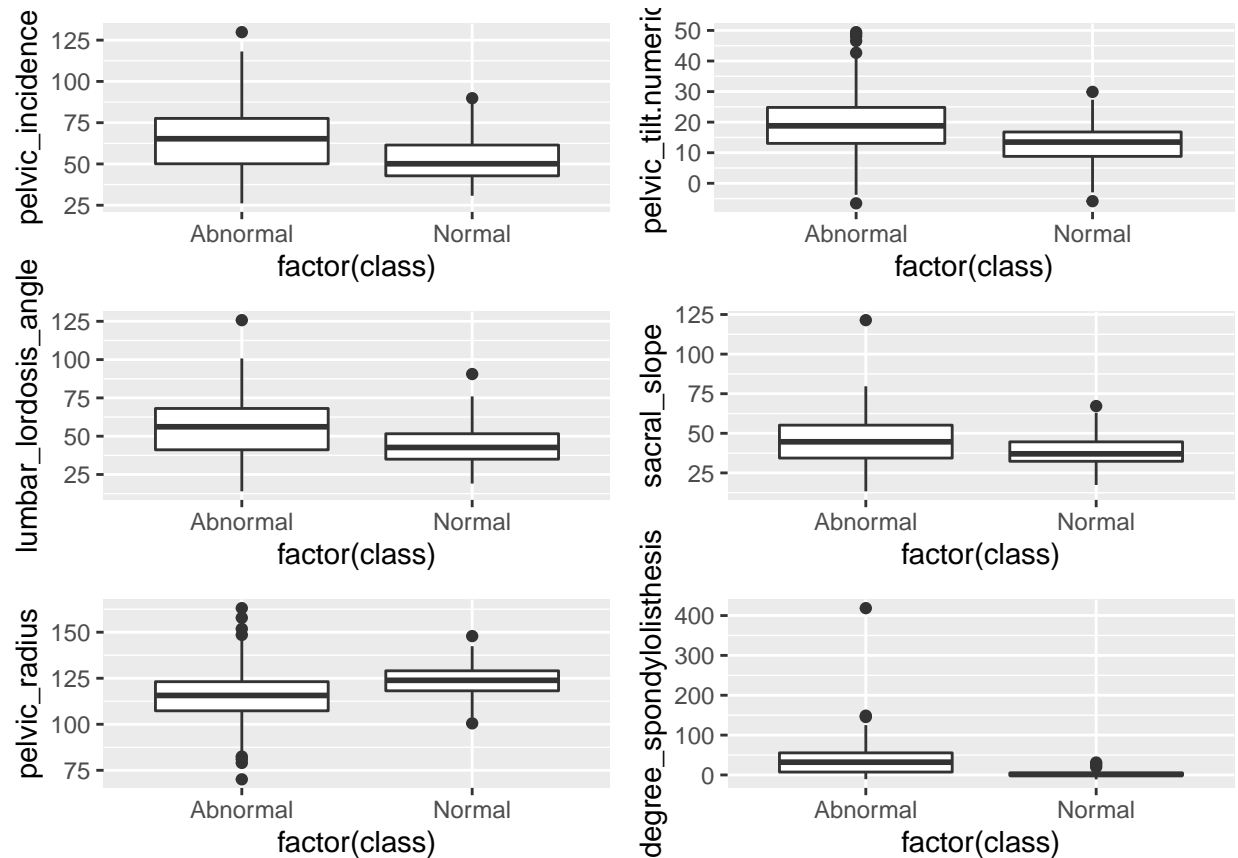 pelvic_incidence
125
100
75
50
25
Abnormal
Normal
factor(class)
pelvic_tilt.numeric
50
40
30
20
10
0
Abnormal
Normal
factor(class)
lumbar_lordosis_angle
125
100
75
50
25
Abnormal
Normal
factor(class)
sacral_slope
125
100
75
50
25
Abnormal
Normal
factor(class)
pelvic_radius
150
125
100
75
Abnormal
Normal
factor(class)
degree_spondylolisthesis
400
300
200
100
0
Abnormal
Normal
factor(class)